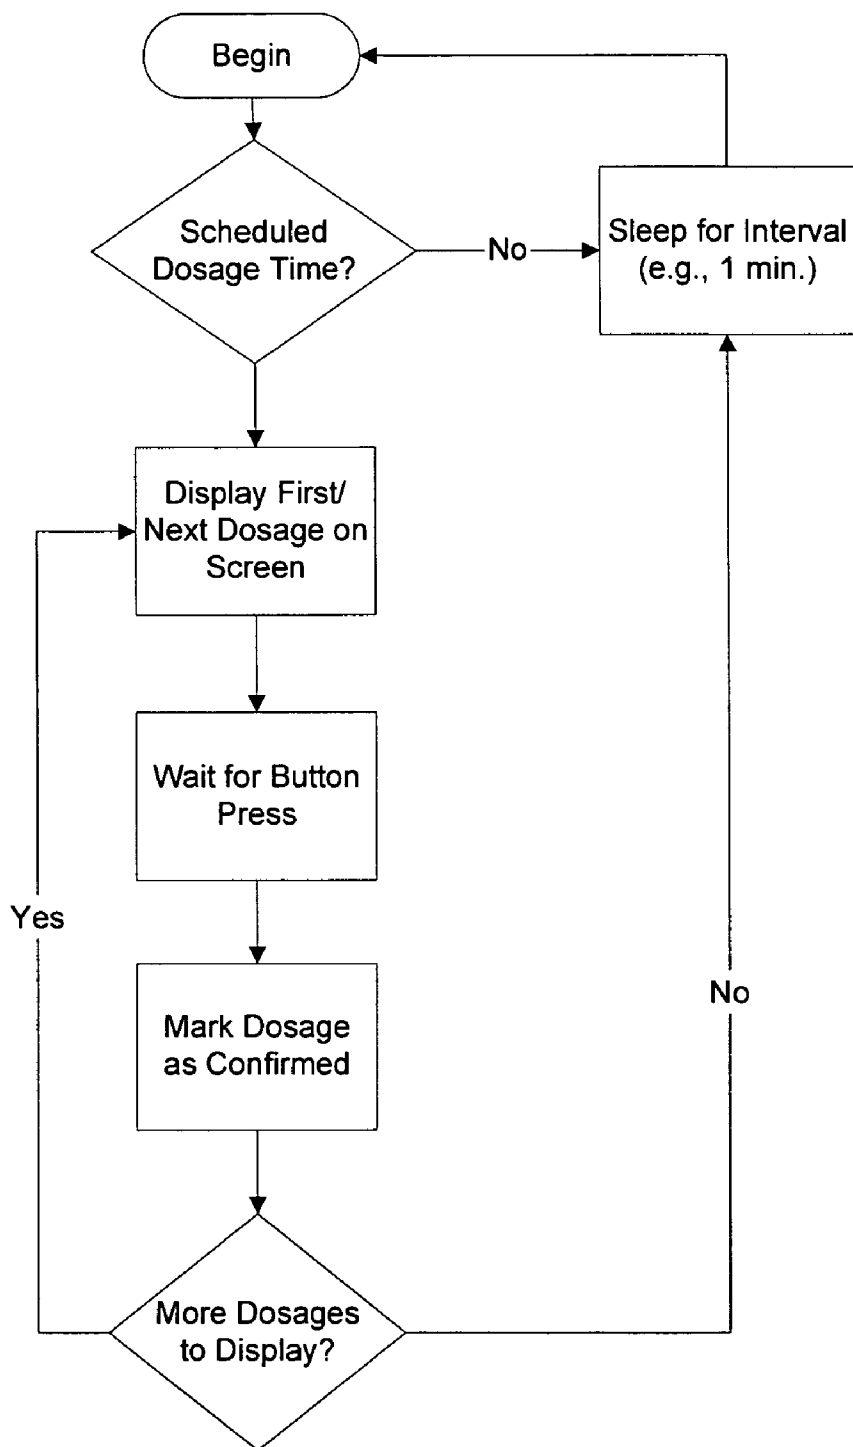 Begin
Scheduled
Dosage Time?
No
Sleep for Interval
(e.g., 1 min.)
Display First/
Next Dosage on
Screen
Wait for Button
Press
Yes
Mark Dosage
as Confirmed
No
More Dosages
to Display?